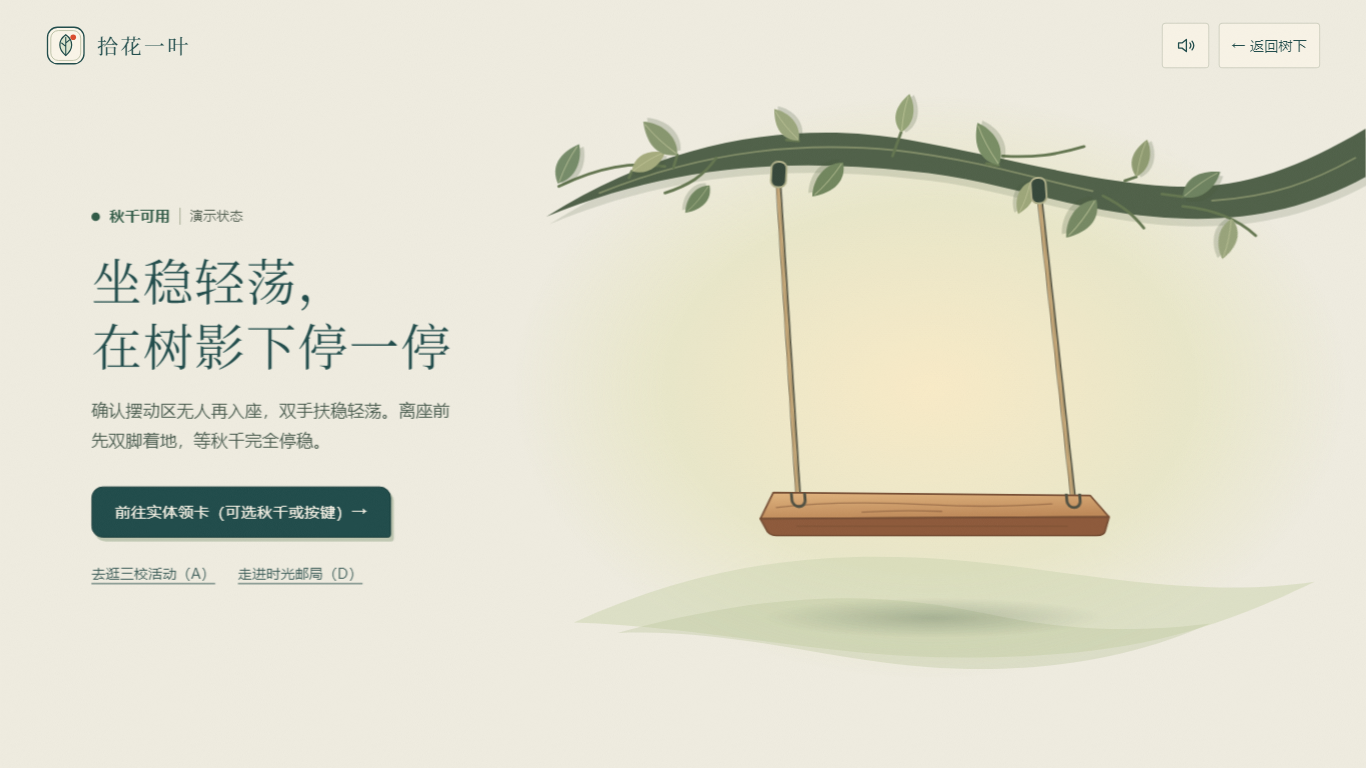 拾花一叶
← 返回树下
秋千可用 | 演示状态
坐稳轻荡，
在树影下停一停
确认摆动区无人再入座，双手扶稳轻荡。离座前
先双脚着地，等秋千完全停稳。
前往实体领卡（可选秋千或按键）→
去逛三校活动（A） 走进时光邮局（D）